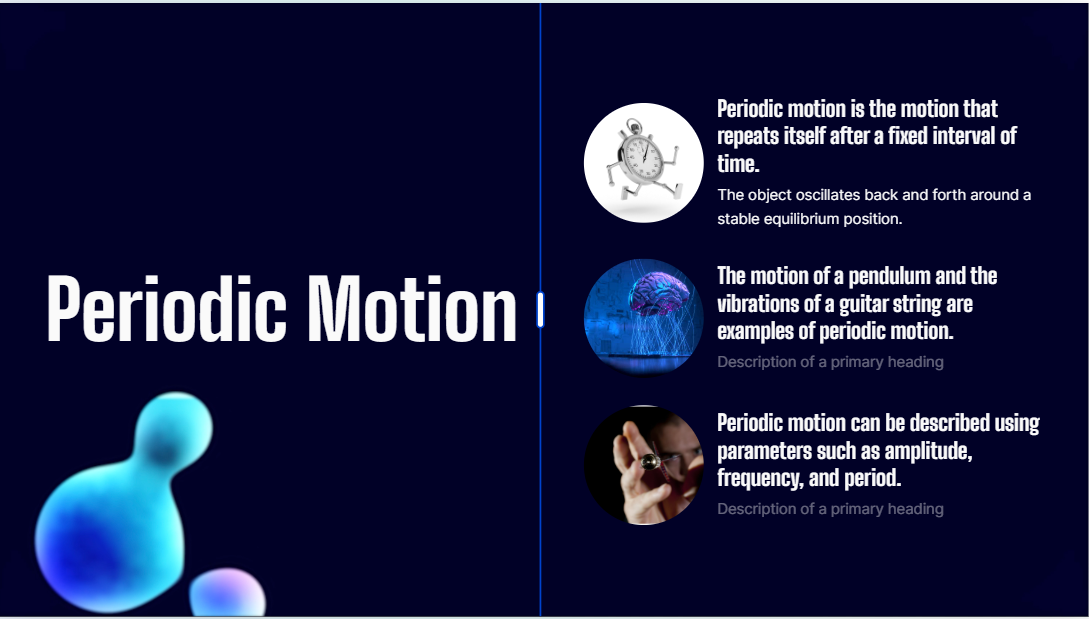 Periodic Motion
Periodic motion is the motion that
repeats itself after a fixed interval of
time.
The object oscillates back and forth around a
stable equilibrium position.
The motion of a pendulum and the
vibrations of a guitar string are
examples of periodic motion.
Description of a primary heading
Periodic motion can be described using
parameters such as amplitude,
frequency, and period.
Description of a primary heading